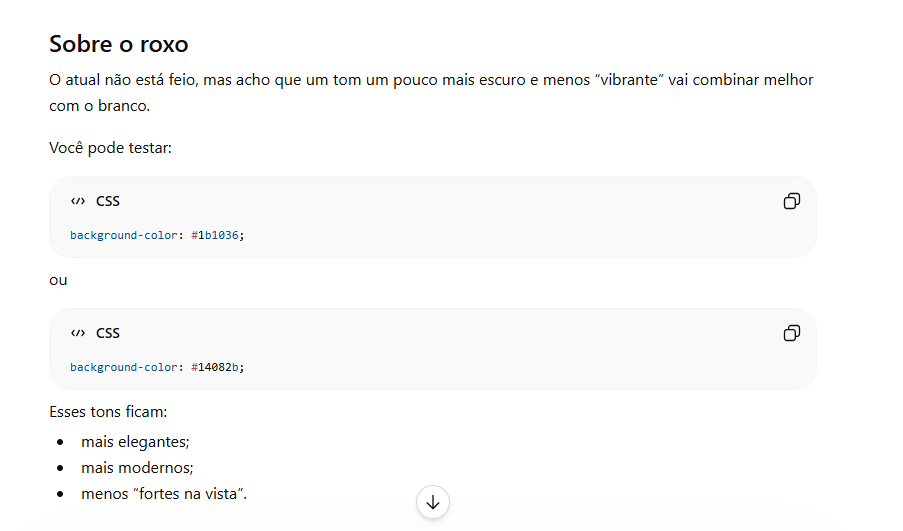 Sobre o roxo
O atual não está feio, mas acho que um tom um pouco mais escuro e menos “vibrante” vai combinar melhor
com o branco.
Você pode testar:
CSS
background-color: #1b1036;
ou
CSS
background-color: #14082b;
Esses tons ficam:
mais elegantes;
mais modernos;
menos “fortes na vista”.